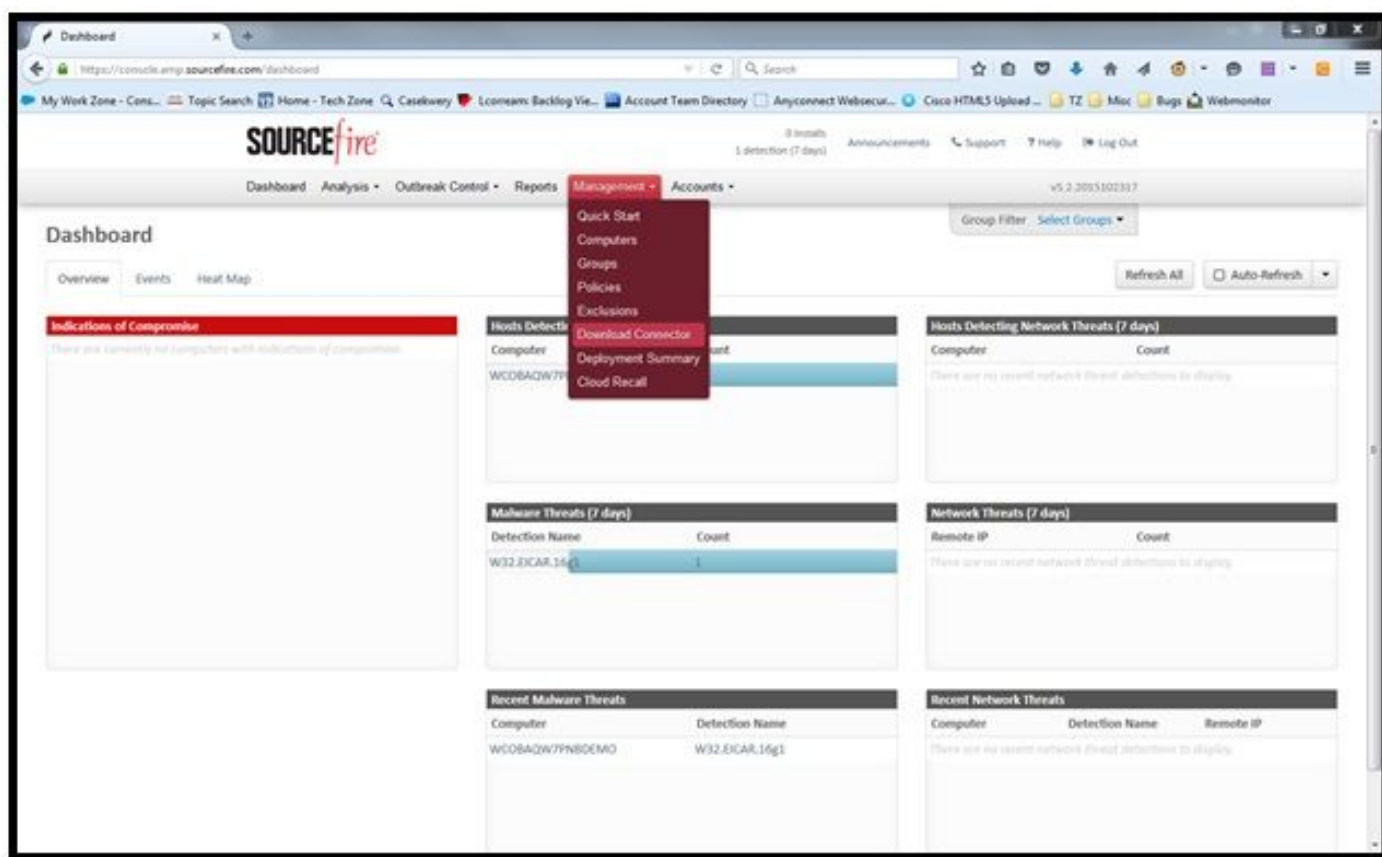 Dashboard
https://console.amp.sourcefire.com/dashboard
Search
My Work Zone - Cons... Topic Search Home - Tech Zone Casekwery Lcorream: Backlog Vie... Account Team Directory Anyconnect Websecur... Cisco HTML5 Upload ... TZ Misc Bugs Webmonitor
SOURCEfire
0 installs
1 detection (7 days)
Announcements Support ? Help Log Out
Dashboard Analysis Outbreak Control Reports Management Accounts
v5.2.2015102317
Quick Start
Computers
Groups
Policies
Exclusions
Download Connector
Deployment Summary
Cloud Recall
Group Filter Select Groups
Dashboard
Overview Events Heat Map
Refresh All Auto-Refresh
Indications of Compromise
There are currently no computers with indications of compromise.
Hosts Detectin
Computer
WCOBAQW7P
Hosts Detecting Network Threats (7 days)
Computer Count
There are no recent network threat detections to display.
Malware Threats (7 days)
Detection Name Count
W32.EICAR.16g1 1
Network Threats (7 days)
Remote IP Count
There are no recent network threat detections to display.
Recent Malware Threats
Computer Detection Name
WCOBAQW7PNBDEMO W32.EICAR.16g1
Recent Network Threats
Computer Detection Name Remote IP
There are no recent network threat detections to display.